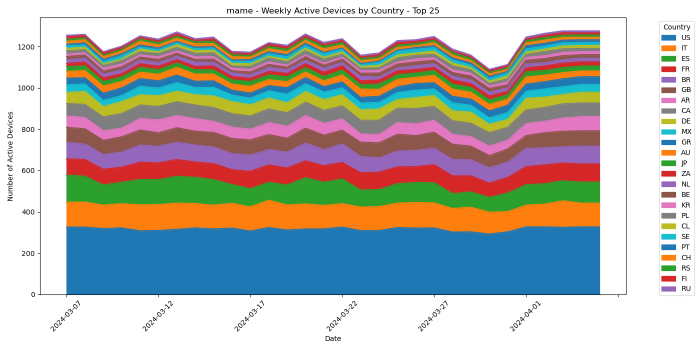 mame - Weekly Active Devices by Country - Top 25
Number of Active Devices
1200
1000
800
600
400
200
0
2024-03-07
2024-03-12
2024-03-17
2024-03-22
2024-03-27
2024-04-01
Date
Country
US
IT
ES
FR
BR
GB
AR
CA
DE
MX
GR
AU
JP
ZA
NL
BE
KR
PL
CL
SE
PT
CH
RS
FI
RU